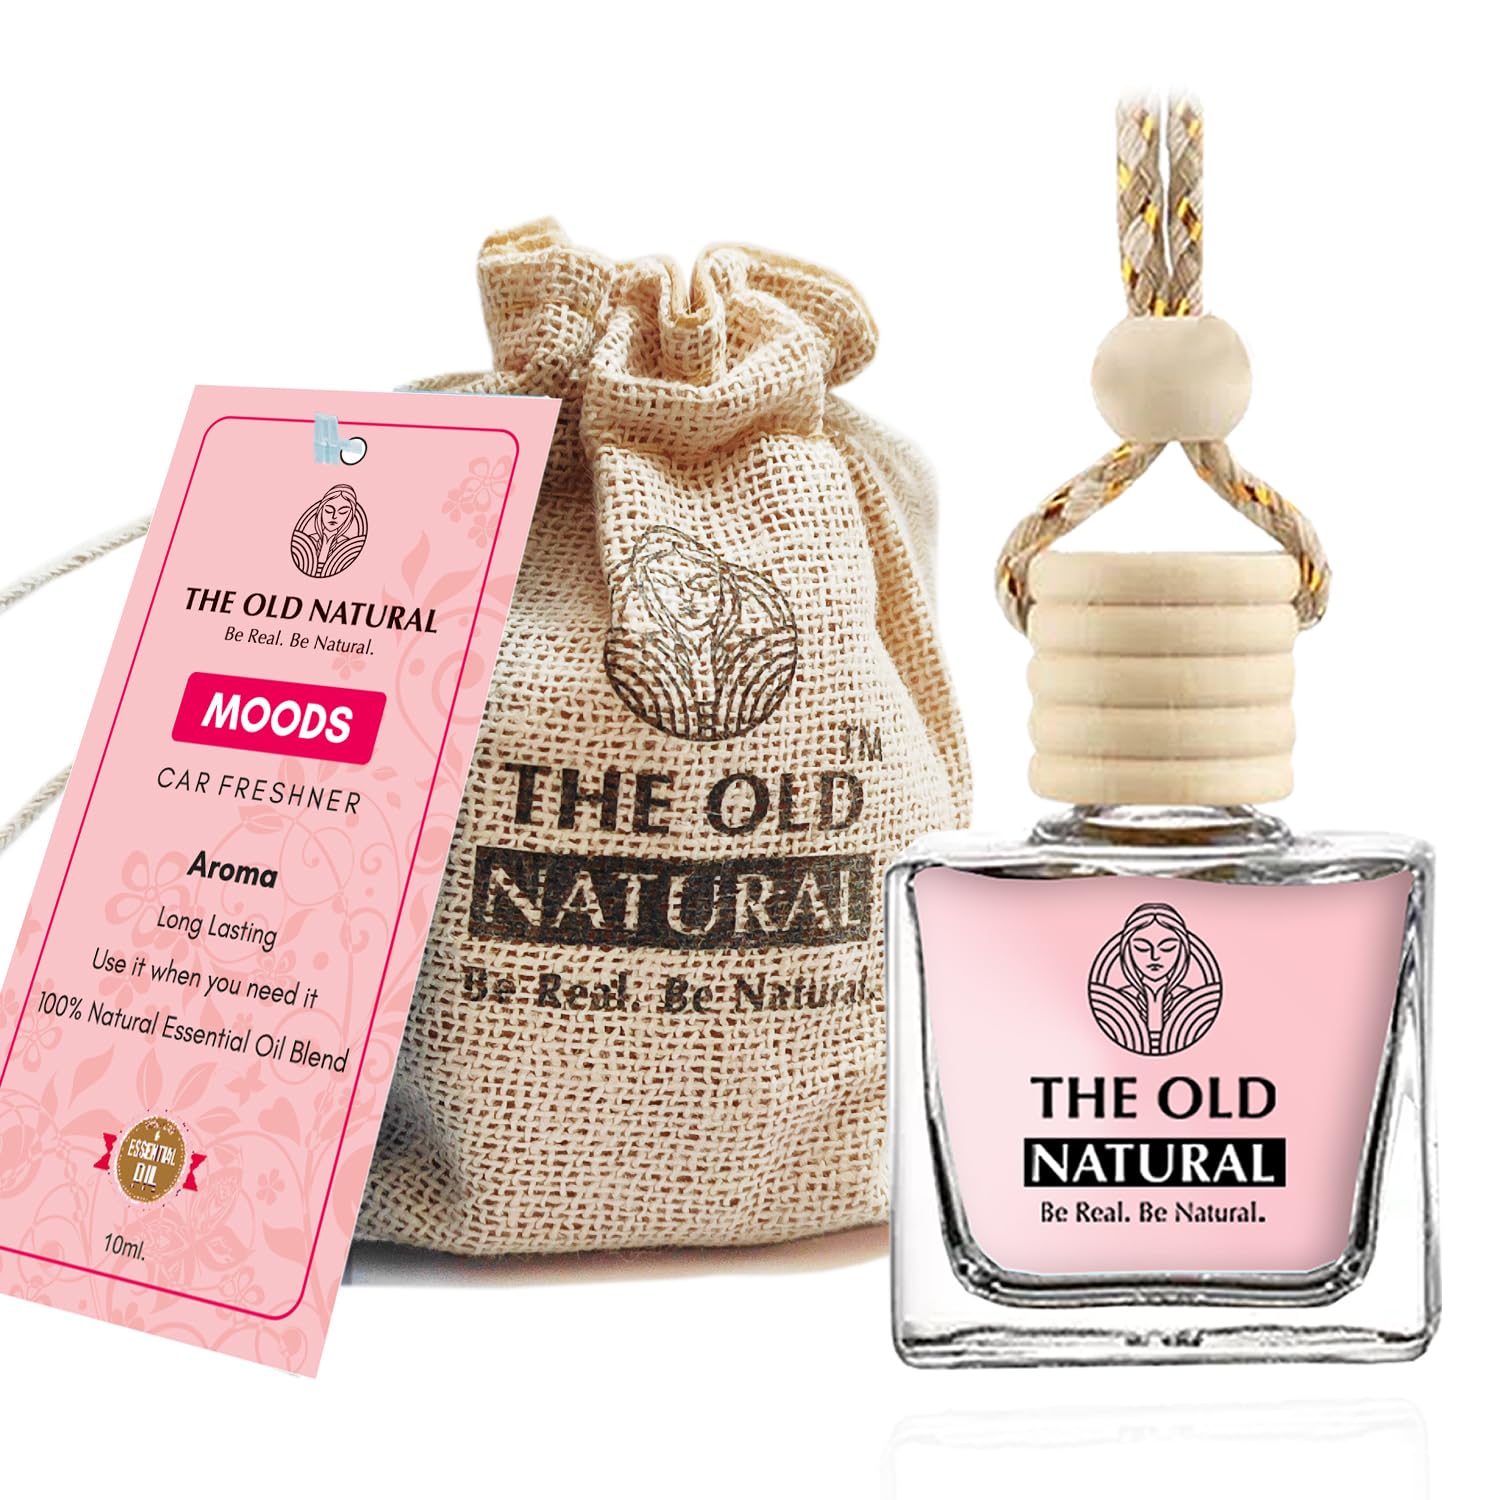 THE OLD NATURAL
Be Real. Be Natural.
MOODS
CAR FRESHNER
Aroma
Long Lasting
Use it when you need it
100% Natural Essential Oil Blend
ESSENTIAL
OIL
10ml.
TM
THE OLD
NATURAL
Be Real. Be Natural.
THE OLD
NATURAL
Be Real. Be Natural.